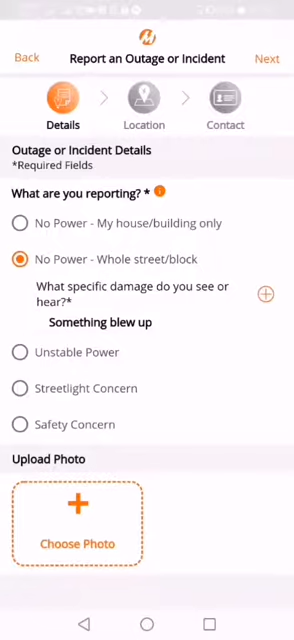 Back
Report an Outage or Incident
Next
Details
Location
Contact
Outage or Incident Details
*Required Fields
What are you reporting? *
No Power - My house/building only
No Power - Whole street/block
What specific damage do you see or
hear?*
Something blew up
Unstable Power
Streetlight Concern
Safety Concern
Upload Photo
Choose Photo